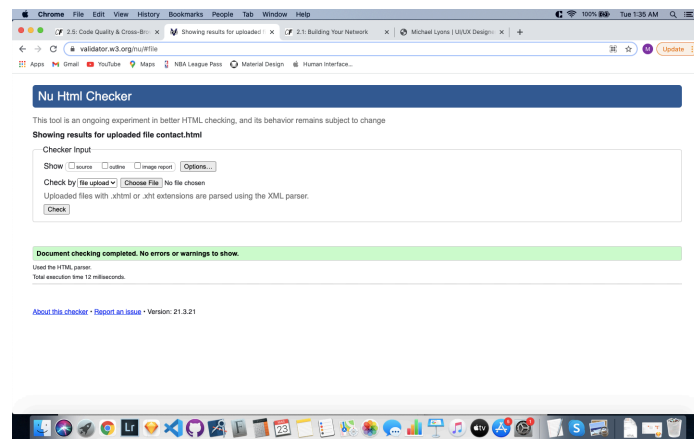 Chrome File Edit View History Bookmarks People Tab Window Help 100% Tue 1:35 AM
2.5: Code Quality & Cross-Bro Showing results for uploaded f 2.1: Building Your Network Michael Lyons | UI/UX Designe
validator.w3.org/nu/#file M Update
Apps Gmail YouTube Maps NBA League Pass Material Design Human Interface...
Nu Html Checker
This tool is an ongoing experiment in better HTML checking, and its behavior remains subject to change
Showing results for uploaded file contact.html
Checker Input
Show source outline image report Options...
Check by file upload Choose File No file chosen
Uploaded files with .xhtml or .xht extensions are parsed using the XML parser.
Check
Document checking completed. No errors or warnings to show.
Used the HTML parser.
Total execution time 12 milliseconds.
About this checker • Report an issue • Version: 21.3.21
Lr 23 tv S